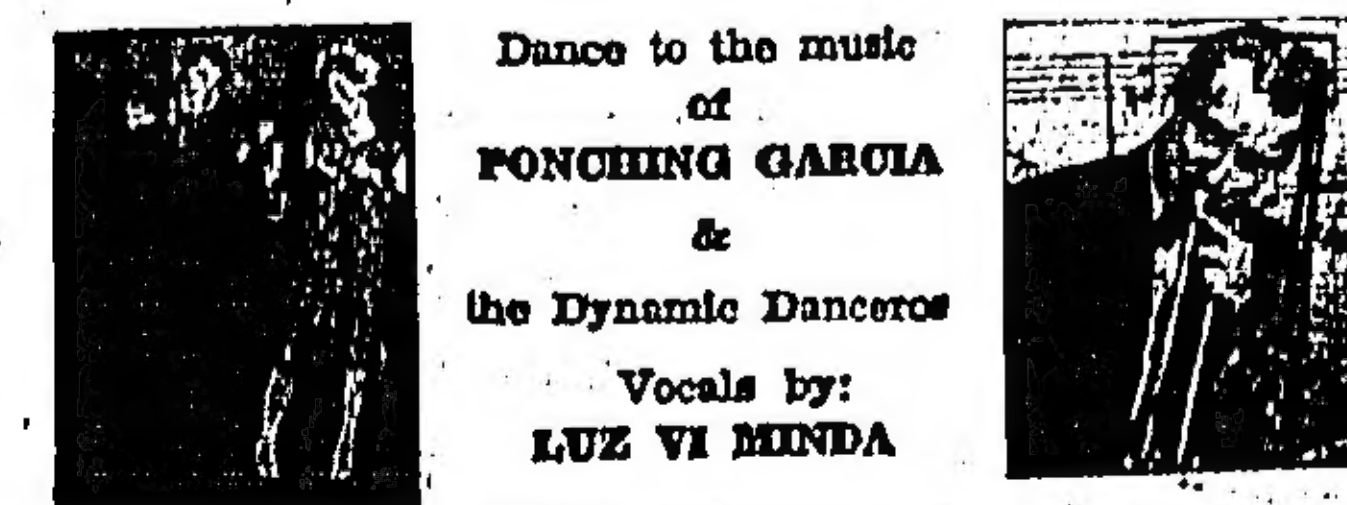 Dance to the music
of
PONCHING GARCIA
&
the Dynamic Danceros
Vocals by:
LUZ VI MINDA